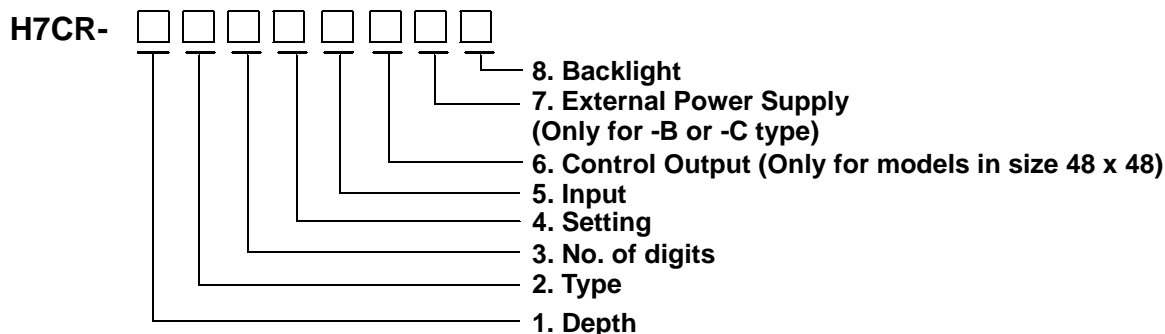 H7CR- □ □ □ □ □ □ □ □
8. Backlight
7. External Power Supply
(Only for -B or -C type)
6. Control Output (Only for models in size 48 x 48)
5. Input
4. Setting
3. No. of digits
2. Type
1. Depth